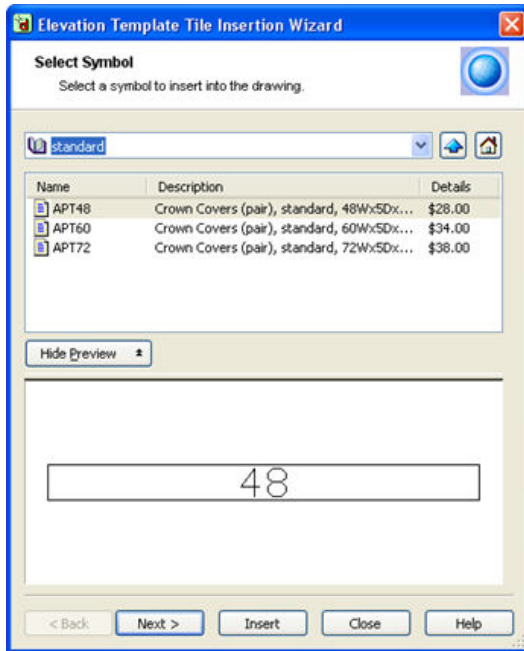 Elevation Template Tile Insertion Wizard
Select Symbol
Select a symbol to insert into the drawing.
standard
Name Description Details
APT48 Crown Covers (pair), standard, 48Wx5Dx... $28.00
APT60 Crown Covers (pair), standard, 60Wx5Dx... $34.00
APT72 Crown Covers (pair), standard, 72Wx5Dx... $38.00
Hide Preview
48
< Back Next > Insert Close Help